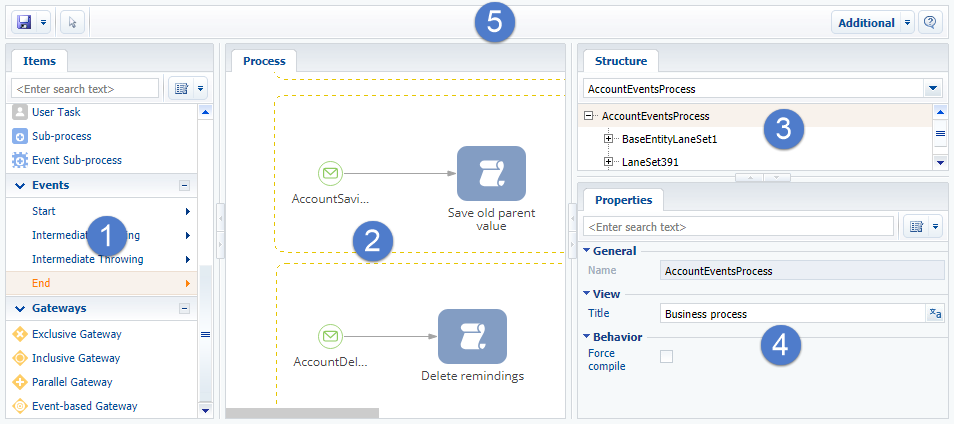 5
Additional
Items
<Enter search text>
User Task
Sub-process
Event Sub-process
Events
Start
Intermediate
Intermediate Throwing
End
1
Gateways
Exclusive Gateway
Inclusive Gateway
Parallel Gateway
Event-based Gateway
Process
AccountSavi...
Save old parent
value
2
AccountDel...
Delete remindings
Structure
AccountEventsProcess
AccountEventsProcess
BaseEntityLaneSet1
LaneSet391
3
Properties
<Enter search text>
General
Name
AccountEventsProcess
View
Title
Business process
Behavior
Force
compile
4